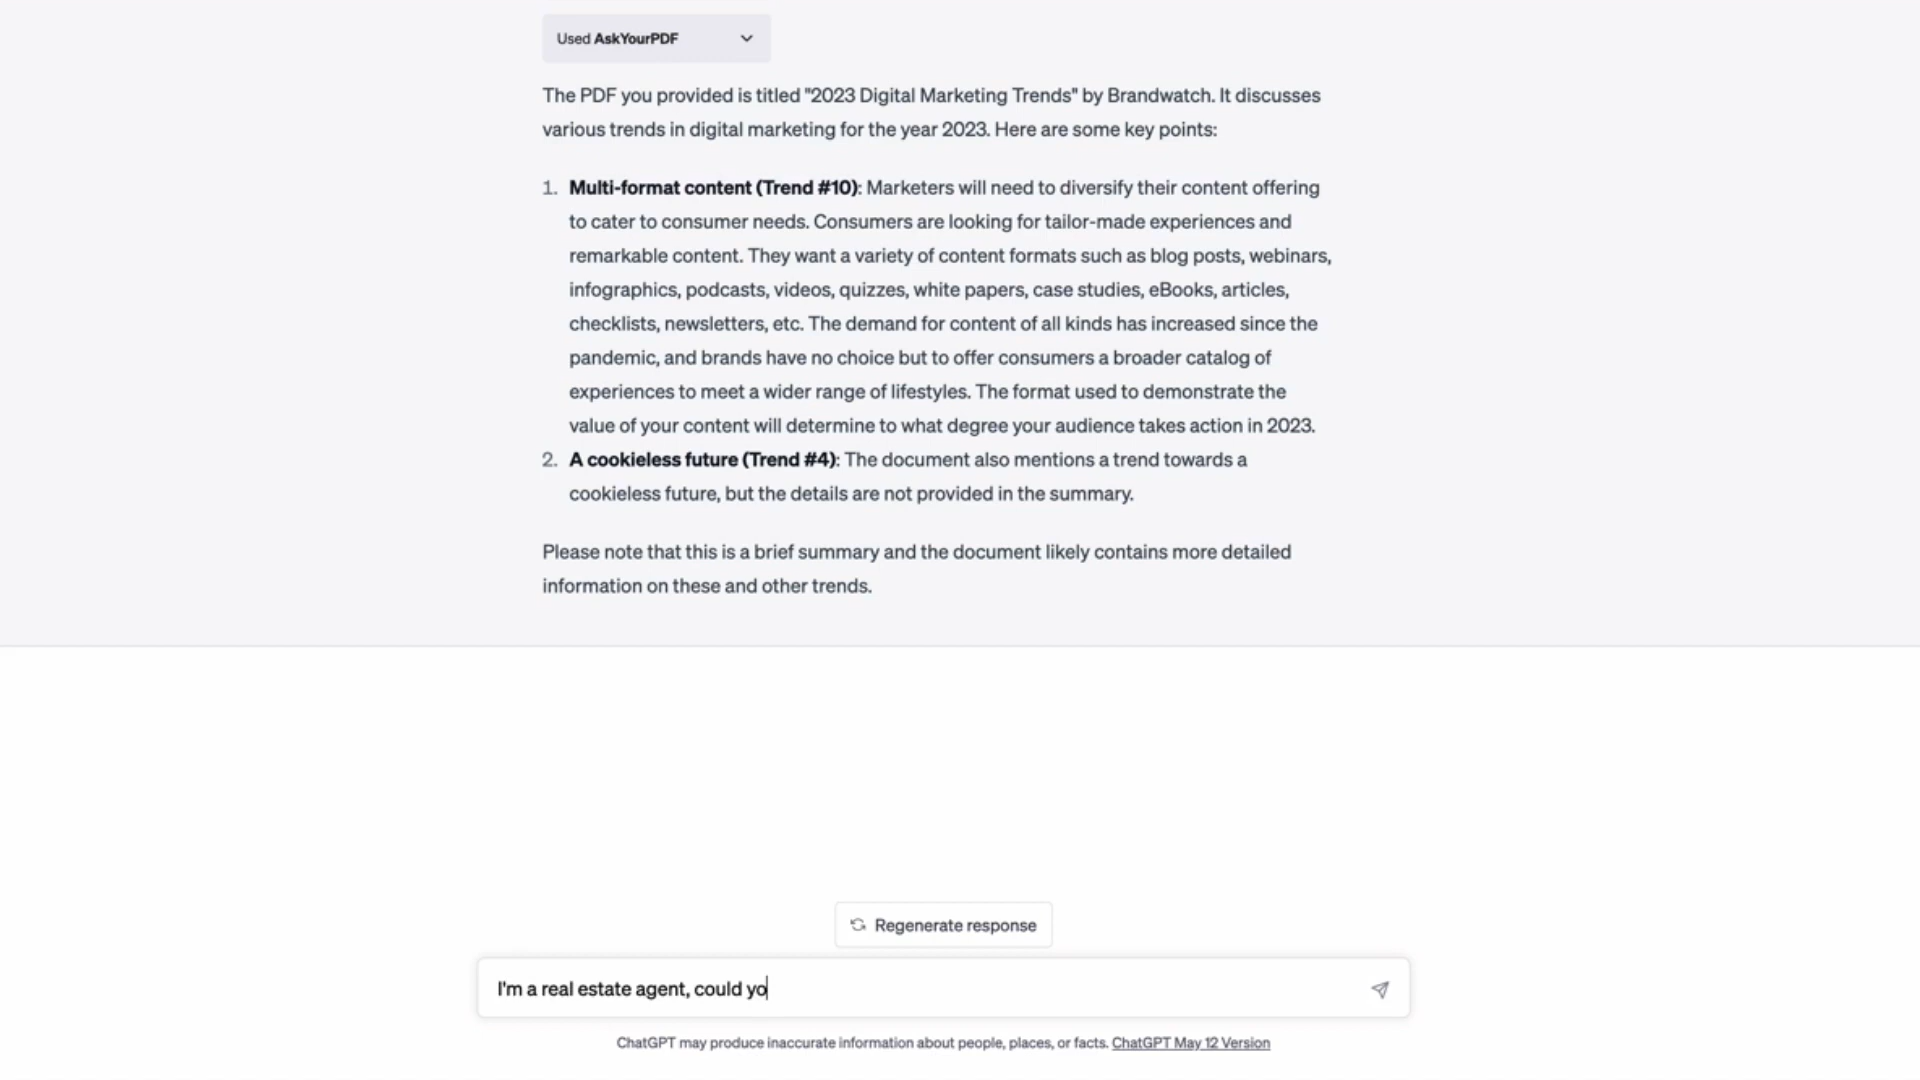 Used AskYourPDF
The PDF you provided is titled "2023 Digital Marketing Trends" by Brandwatch. It discusses
various trends in digital marketing for the year 2023. Here are some key points:
1. Multi-format content (Trend #10): Marketers will need to diversify their content offering
to cater to consumer needs. Consumers are looking for tailor-made experiences and
remarkable content. They want a variety of content formats such as blog posts, webinars,
infographics, podcasts, videos, quizzes, white papers, case studies, eBooks, articles,
checklists, newsletters, etc. The demand for content of all kinds has increased since the
pandemic, and brands have no choice but to offer consumers a broader catalog of
experiences to meet a wider range of lifestyles. The format used to demonstrate the
value of your content will determine to what degree your audience takes action in 2023.
2. A cookieless future (Trend #4): The document also mentions a trend towards a
cookieless future, but the details are not provided in the summary.
Please note that this is a brief summary and the document likely contains more detailed
information on these and other trends.
Regenerate response
I'm a real estate agent, could yo
ChatGPT may produce inaccurate information about people, places, or facts. ChatGPT May 12 Version